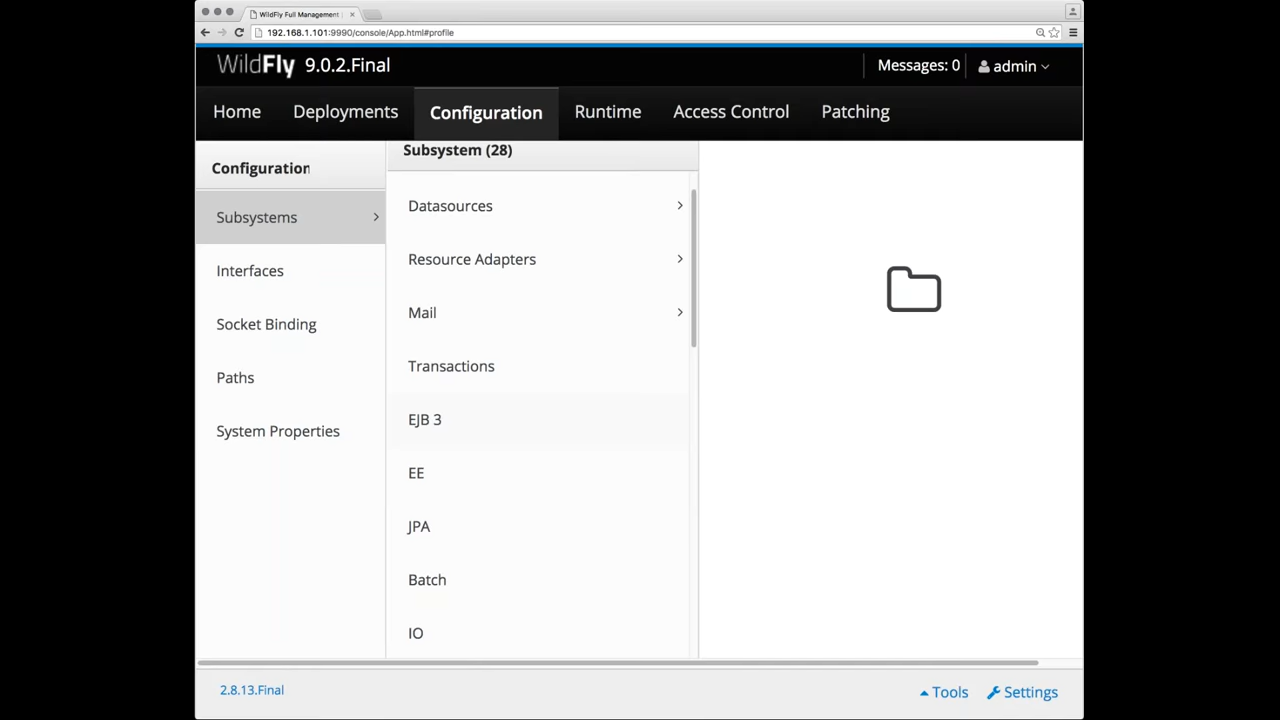 WildFly Full Management
192.168.1.101:9990/console/App.html#profile
WildFly 9.0.2.Final
Messages: 0
admin
Home Deployments Configuration Runtime Access Control Patching
Configuration
Subsystems
Interfaces
Socket Binding
Paths
System Properties
Subsystem (28)
Datasources
Resource Adapters
Mail
Transactions
EJB 3
EE
JPA
Batch
IO
2.8.13.Final
Tools
Settings